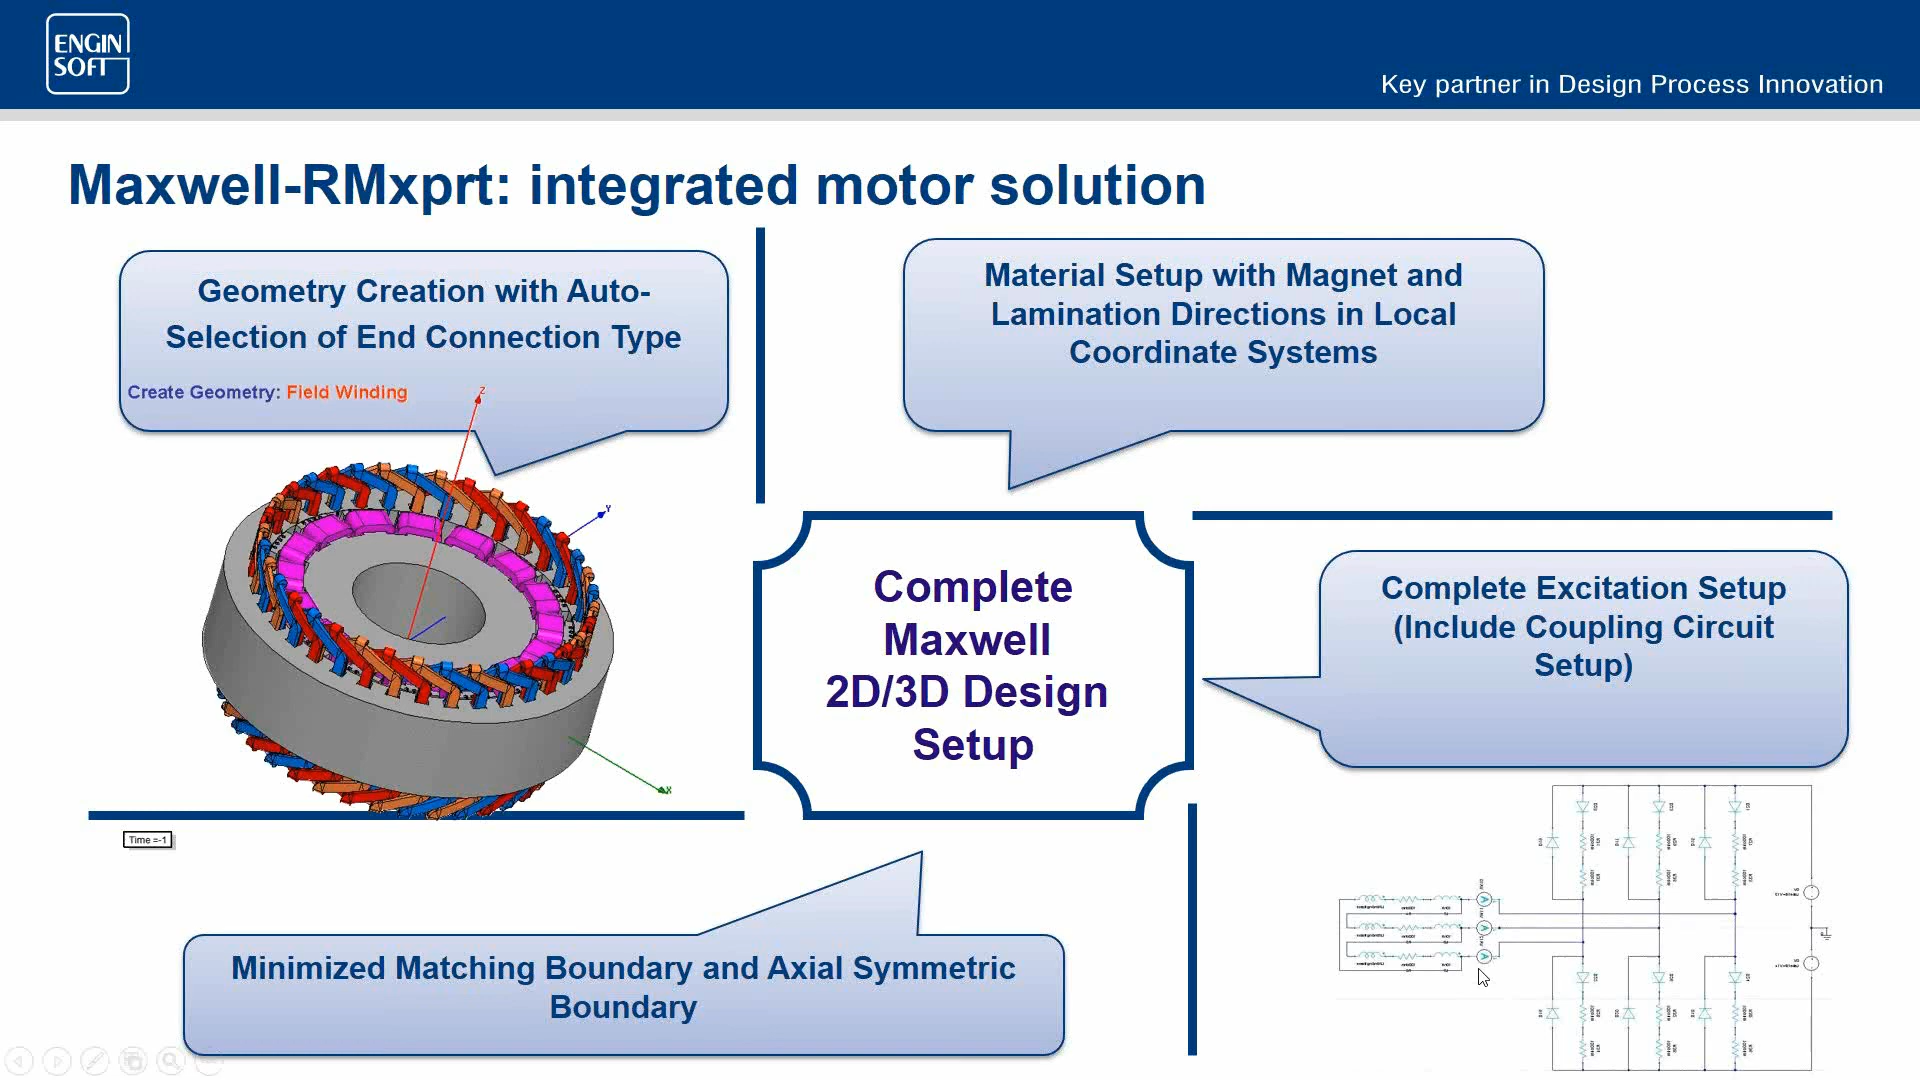 ENGIN
SOFT
Key partner in Design Process Innovation
Maxwell-RMxprt: integrated motor solution
Geometry Creation with Auto-
Selection of End Connection Type
Create Geometry: Field Winding
Z
Y
X
Time =-1
Material Setup with Magnet and
Lamination Directions in Local
Coordinate Systems
Complete
Maxwell
2D/3D Design
Setup
Complete Excitation Setup
(Include Coupling Circuit
Setup)
Minimized Matching Boundary and Axial Symmetric
Boundary